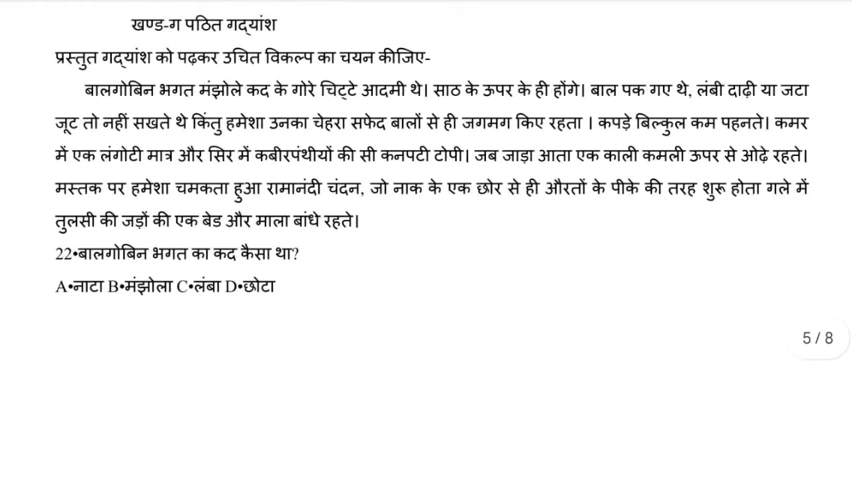 खण्ड-ग पठित गद्यांश
प्रस्तुत गद्यांश को पढ़कर उचित विकल्प का चयन कीजिए-
बालगोबिन भगत मंझोले कद के गोरे चिट्टे आदमी थे। साठ के ऊपर के ही होंगे। बाल पक गए थे, लंबी दाढ़ी या जटा
जूट तो नहीं सखते थे किंतु हमेशा उनका चेहरा सफेद बालों से ही जगमग किए रहता । कपड़े बिल्कुल कम पहनते। कमर
में एक लंगोटी मात्र और सिर में कबीरपंथीयों की सी कनपटी टोपी। जब जाड़ा आता एक काली कमली ऊपर से ओढ़े रहते।
मस्तक पर हमेशा चमकता हुआ रामानंदी चंदन, जो नाक के एक छोर से ही औरतों के पीके की तरह शुरू होता गले में
तुलसी की जड़ों की एक बेड और माला बांधे रहते।
22•बालगोबिन भगत का कद कैसा था?
A•नाटा B•मंझोला C•लंबा D•छोटा
5 / 8